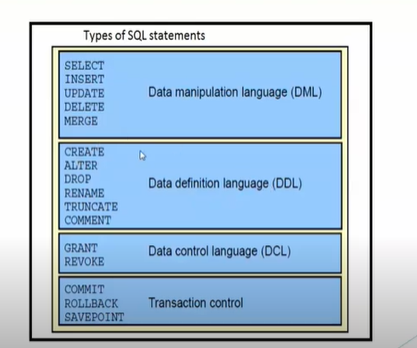 Types of SQL statements
SELECT
INSERT
UPDATE
DELETE
MERGE
Data manipulation language (DML)
CREATE
ALTER
DROP
RENAME
TRUNCATE
COMMENT
Data definition language (DDL)
GRANT
REVOKE
Data control language (DCL)
COMMIT
ROLLBACK
SAVEPOINT
Transaction control